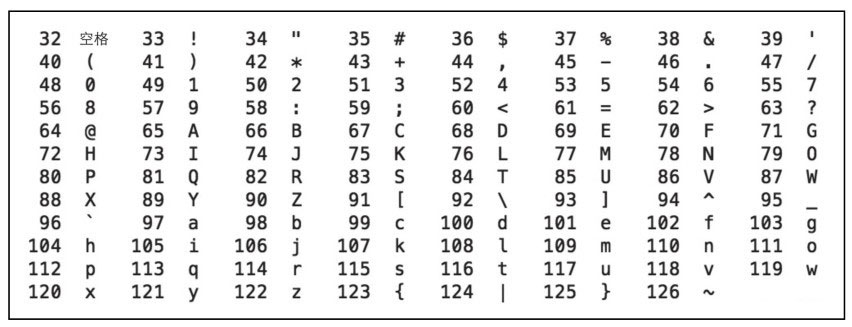 32 空格 33 ! 34 " 35 # 36 $ 37 % 38 & 39 '
40 ( 41 ) 42 * 43 + 44 , 45 - 46 . 47 /
48 0 49 1 50 2 51 3 52 4 53 5 54 6 55 7
56 8 57 9 58 : 59 ; 60 < 61 = 62 > 63 ?
64 @ 65 A 66 B 67 C 68 D 69 E 70 F 71 G
72 H 73 I 74 J 75 K 76 L 77 M 78 N 79 O
80 P 81 Q 82 R 83 S 84 T 85 U 86 V 87 W
88 X 89 Y 90 Z 91 [ 92 \ 93 ] 94 ^ 95 _
96 ` 97 a 98 b 99 c 100 d 101 e 102 f 103 g
104 h 105 i 106 j 107 k 108 l 109 m 110 n 111 o
112 p 113 q 114 r 115 s 116 t 117 u 118 v 119 w
120 x 121 y 122 z 123 { 124 | 125 } 126 ~